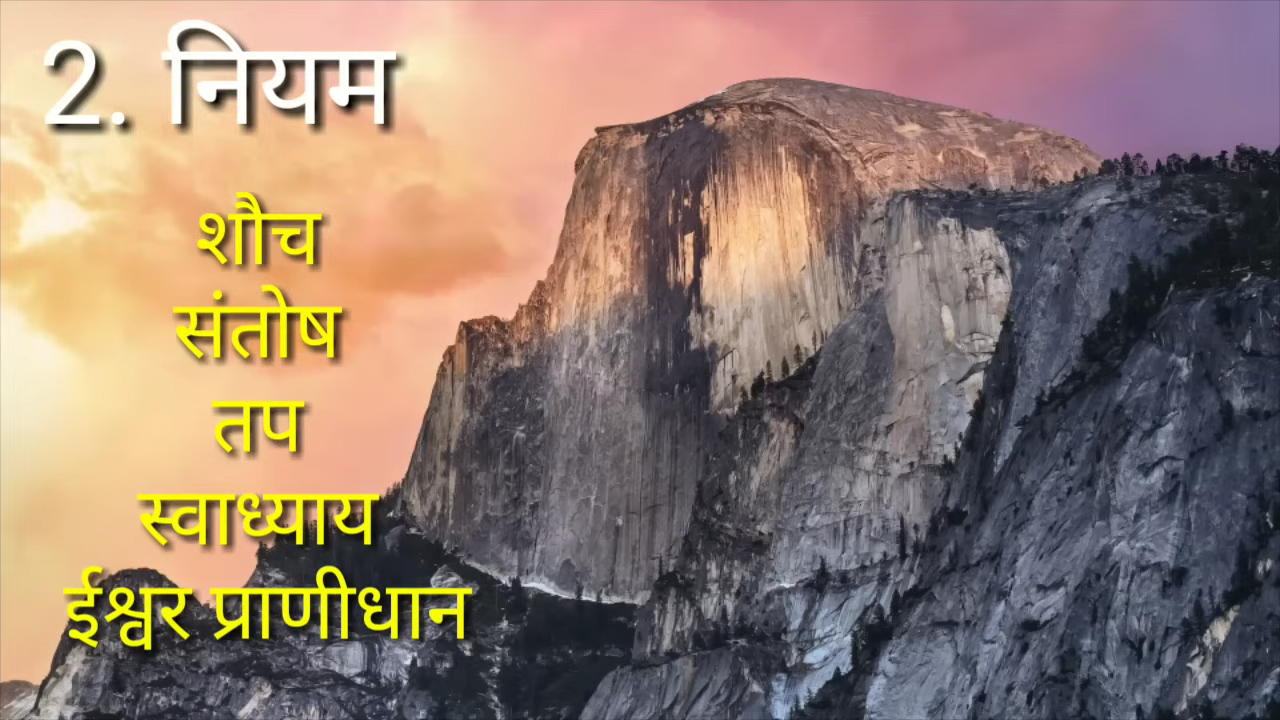 2. नियम
शौच
संतोष
तप
स्वाध्याय
ईश्वर प्राणीधान